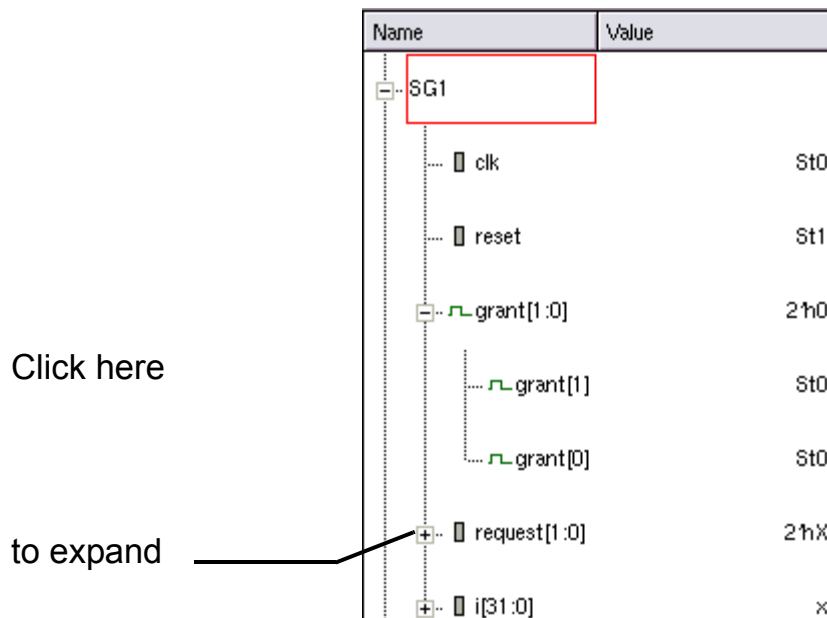 Name Value
SG1
clk St0
reset St1
grant[1:0] 2'h0
Click here
grant[1] St0
grant[0] St0
request[1:0] 2'hX
to expand
i[31:0] x